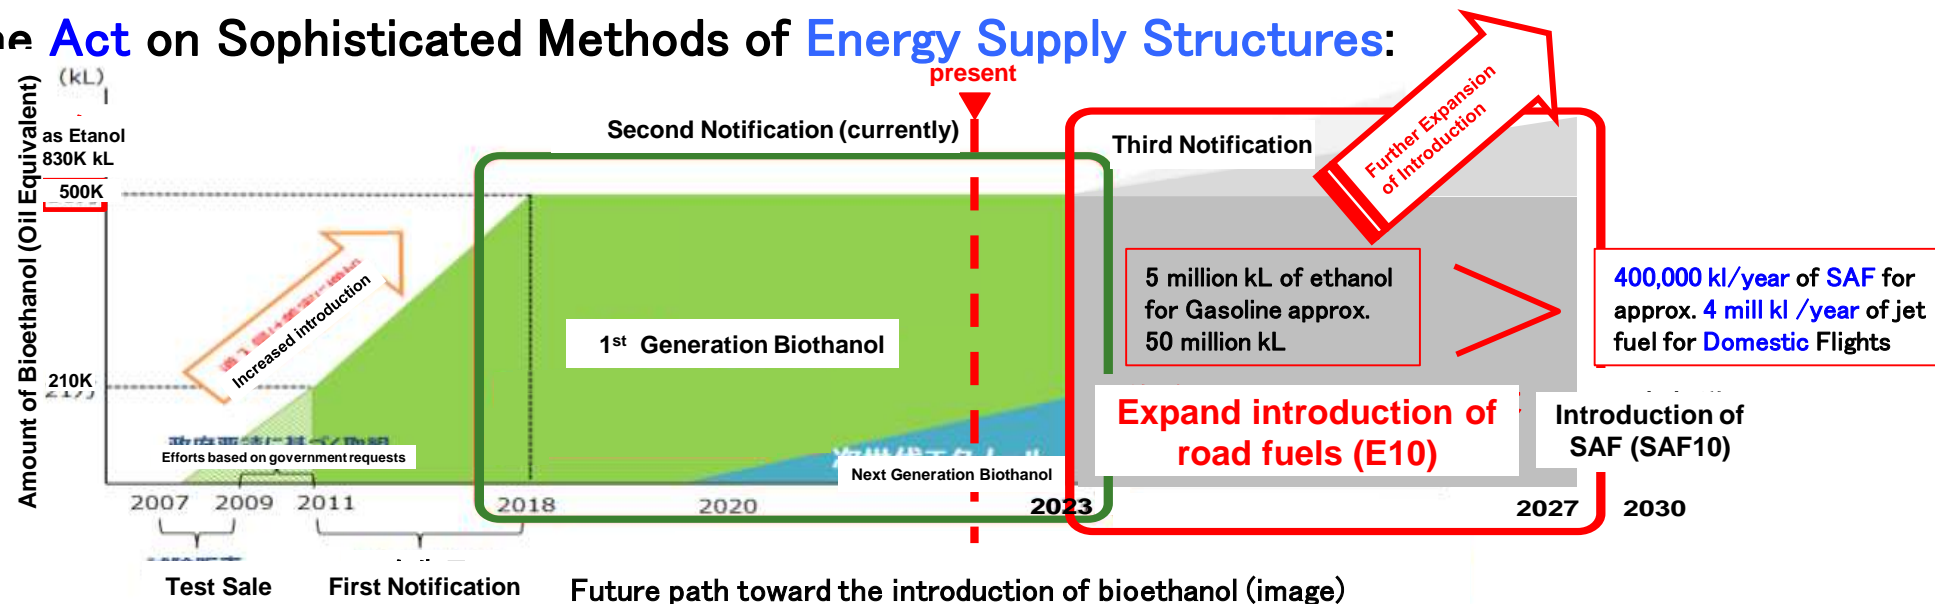 Act on Sophisticated Methods of Energy Supply Structures:
(kL)
present
Amount of Bioethanol (Oil Equivalent)
as Etanol
830K kL
500K
210K
Second Notification (currently)
Third Notification
Further Expansion
of Introduction
Increased introduction
1st Generation Biothanol
5 million kL of ethanol
for Gasoline approx.
50 million kL
400,000 kl/year of SAF for
approx. 4 mill kl /year of jet
fuel for Domestic Flights
Expand introduction of
road fuels (E10)
Introduction of
SAF (SAF10)
Efforts based on government requests
Next Generation Biothanol
2007 2009 2011 2018 2020 2023 2027 2030
Test Sale
First Notification
Future path toward the introduction of bioethanol (image)